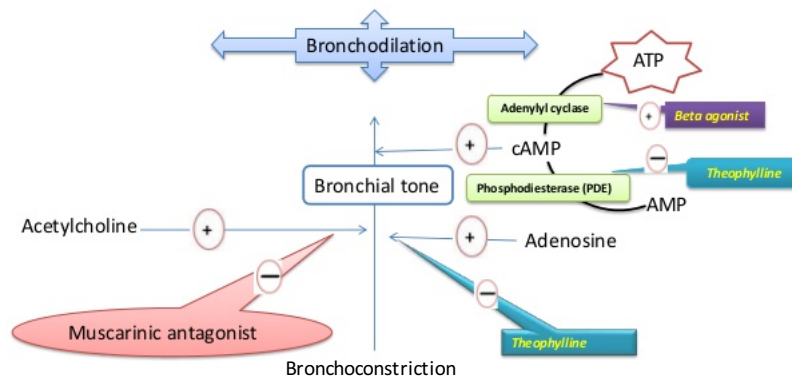 Bronchodilation
ATP
Adenylyl cyclase
+
Beta agonist
+
cAMP
−
Theophylline
Bronchial tone
Phosphodiesterase (PDE)
AMP
Acetylcholine
+
+
Adenosine
−
−
Muscarinic antagonist
Theophylline
Bronchoconstriction